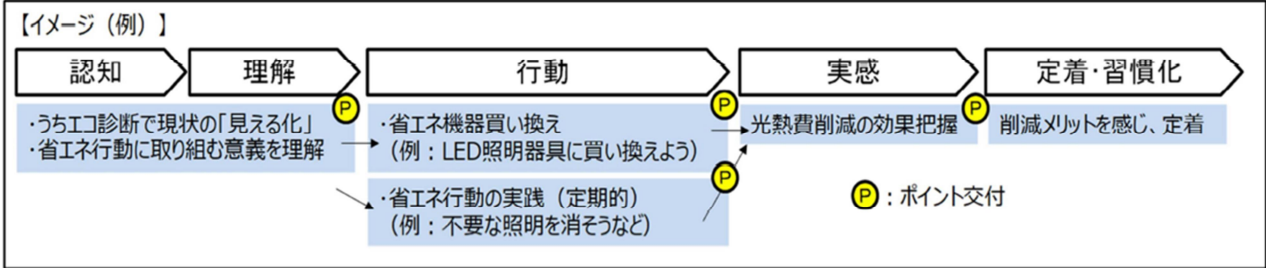 【イメージ（例）】
認知
理解
行動
実感
定着・習慣化
・うちエコ診断で現状の「見える化」
・省エネ行動に取り組む意義を理解
P
・省エネ機器買い換え
（例：LED照明器具に買い換えよう）
P
・省エネ行動の実践（定期的）
（例：不要な照明を消そうなど）
P
光熱費削減の効果把握
P
削減メリットを感じ、定着
P：ポイント交付